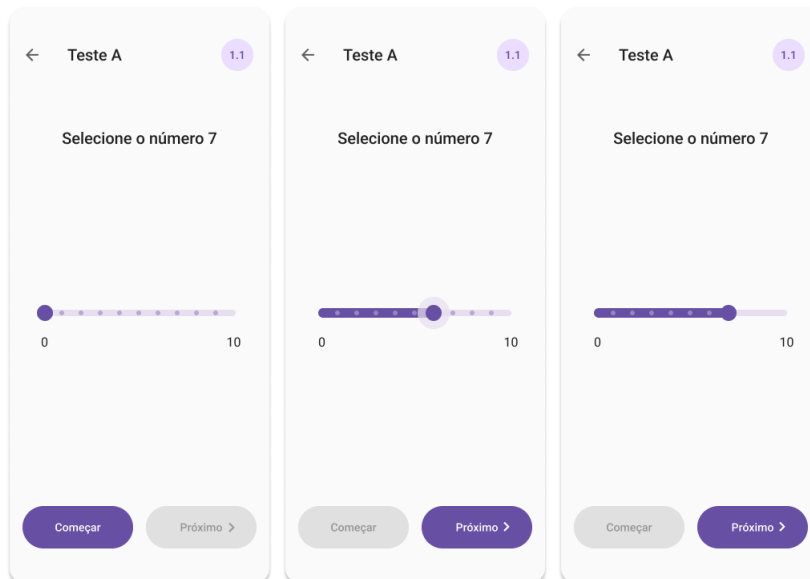 Teste A
1.1
Selecione o número 7
0
10
Começar
Próximo
Teste A
1.1
Selecione o número 7
0
10
Começar
Próximo
Teste A
1.1
Selecione o número 7
0
10
Começar
Próximo